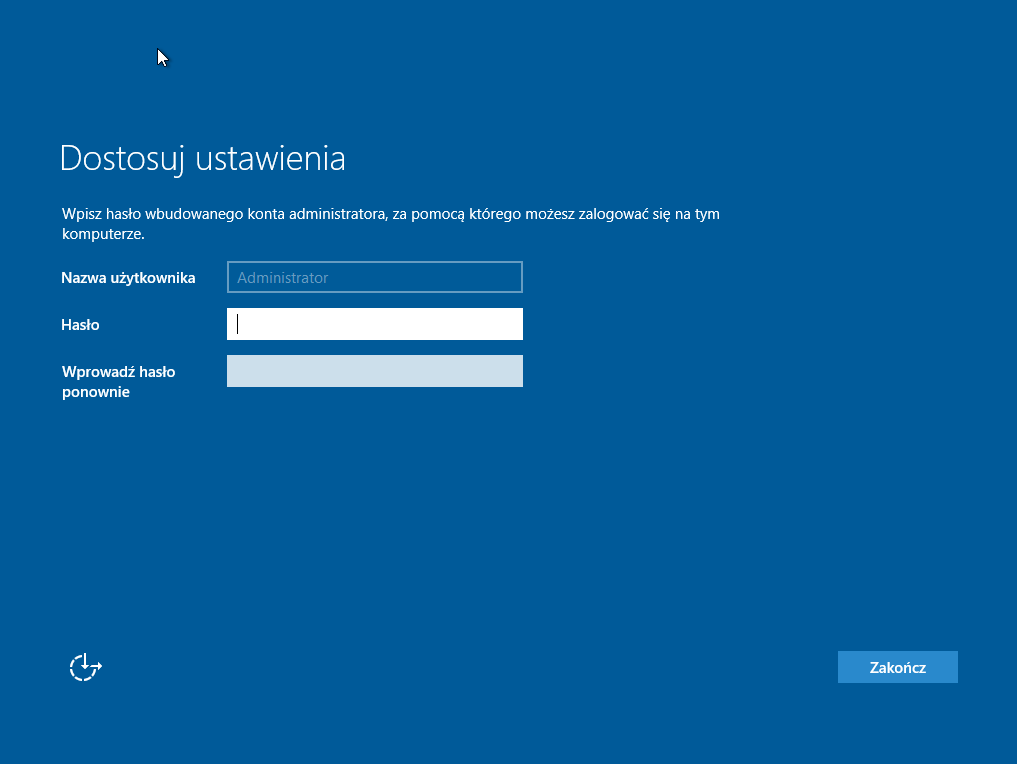 Dostosuj ustawienia
Wpisz hasło wbudowanego konta administratora, za pomocą którego możesz zalogować się na tym
komputerze.
Nazwa użytkownika
Administrator
Hasło
Wprowadź hasło
ponownie
Zakończ